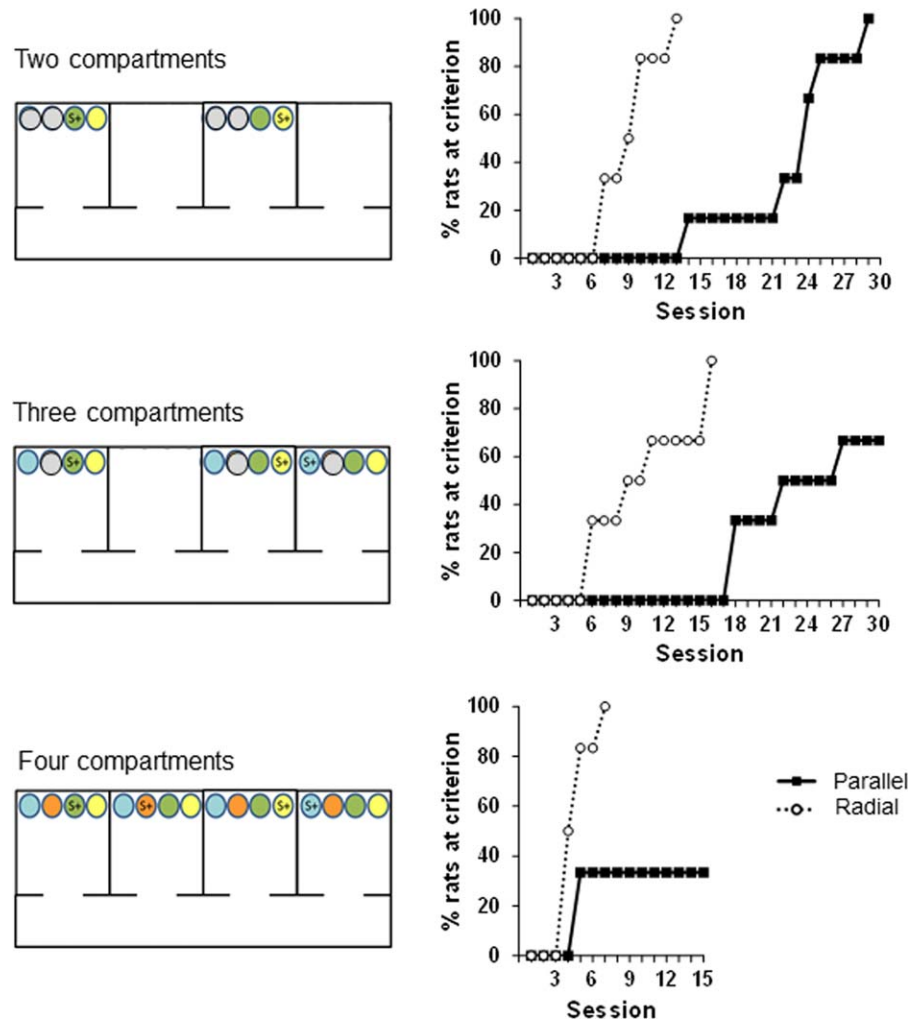 Two compartments
S+
S+
% rats at criterion
100
80
60
40
20
0
3 6 9 12 15 18 21 24 27 30
Session
Three compartments
S+
S+ S+
% rats at criterion
100
80
60
40
20
0
3 6 9 12 15 18 21 24 27 30
Session
Four compartments
S+ S+ S+ S+
% rats at criterion
100
80
60
40
20
0
3 6 9 12 15
Session
Parallel
Radial